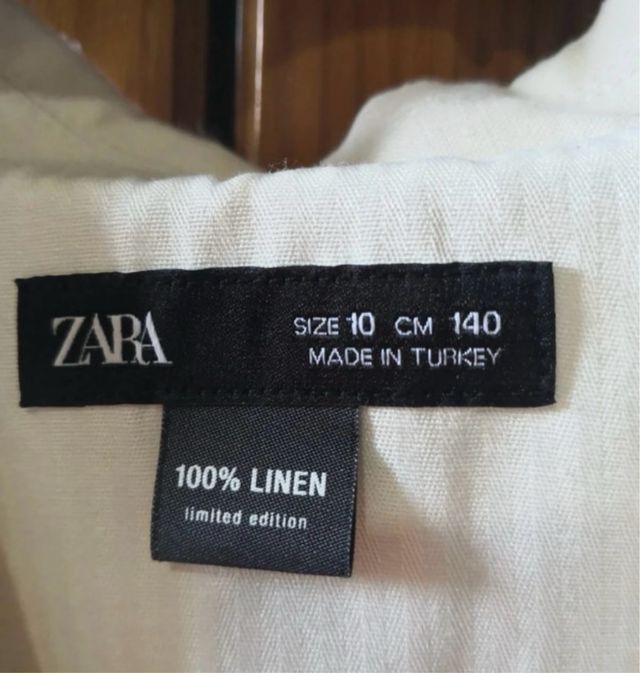 ZARA
SIZE 10 CM 140
MADE IN TURKEY
100% LINEN
limited edition